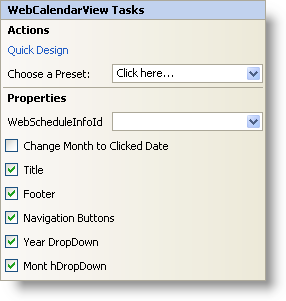 WebCalendarView Tasks
Actions
Quick Design
Choose a Preset: Click here...
Properties
WebScheduleInfoId
Change Month to Clicked Date
Title
Footer
Navigation Buttons
Year DropDown
Mont hDropDown